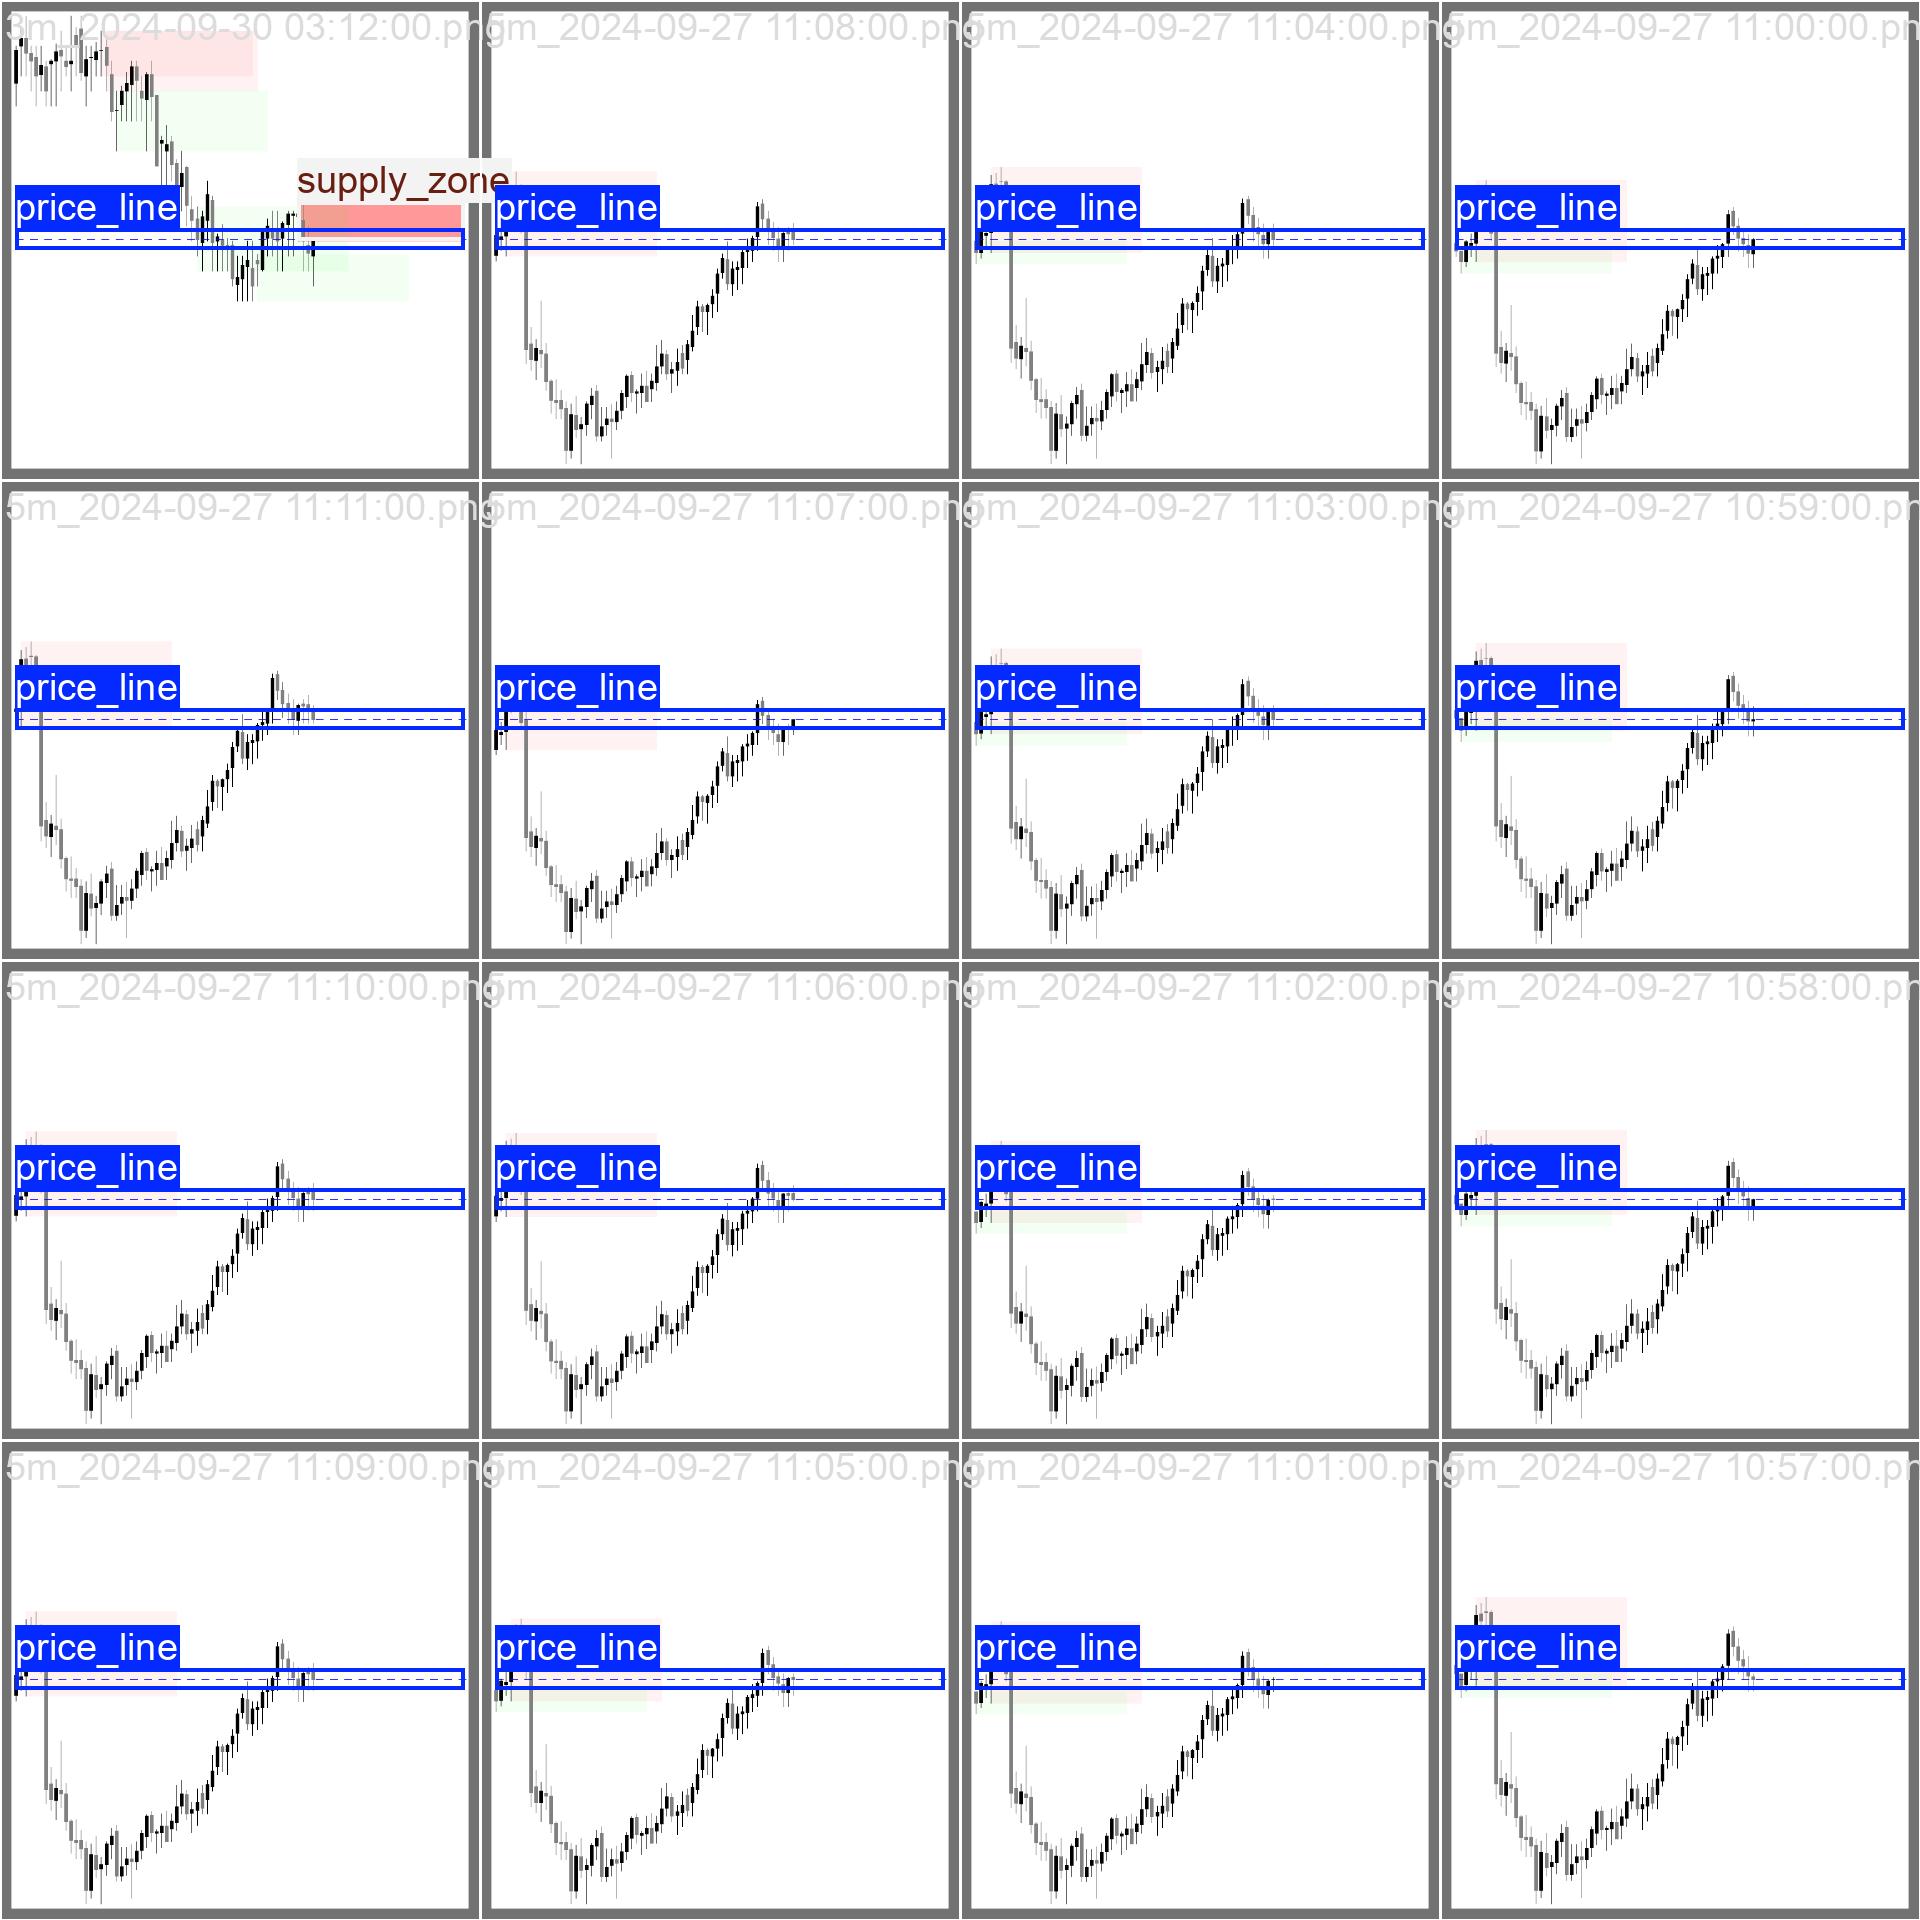 3m_2024-09-30 03:12:00.png
5m_2024-09-27 11:08:00.png
5m_2024-09-27 11:04:00.png
5m_2024-09-27 11:00:00.pn
supply_zone
price_line
price_line
price_line
price_line
5m_2024-09-27 11:11:00.png
5m_2024-09-27 11:07:00.png
5m_2024-09-27 11:03:00.png
5m_2024-09-27 10:59:00.pn
price_line
price_line
price_line
price_line
5m_2024-09-27 11:10:00.png
5m_2024-09-27 11:06:00.png
5m_2024-09-27 11:02:00.png
5m_2024-09-27 10:58:00.pn
price_line
price_line
price_line
price_line
5m_2024-09-27 11:09:00.png
5m_2024-09-27 11:05:00.png
5m_2024-09-27 11:01:00.png
5m_2024-09-27 10:57:00.pn
price_line
price_line
price_line
price_line